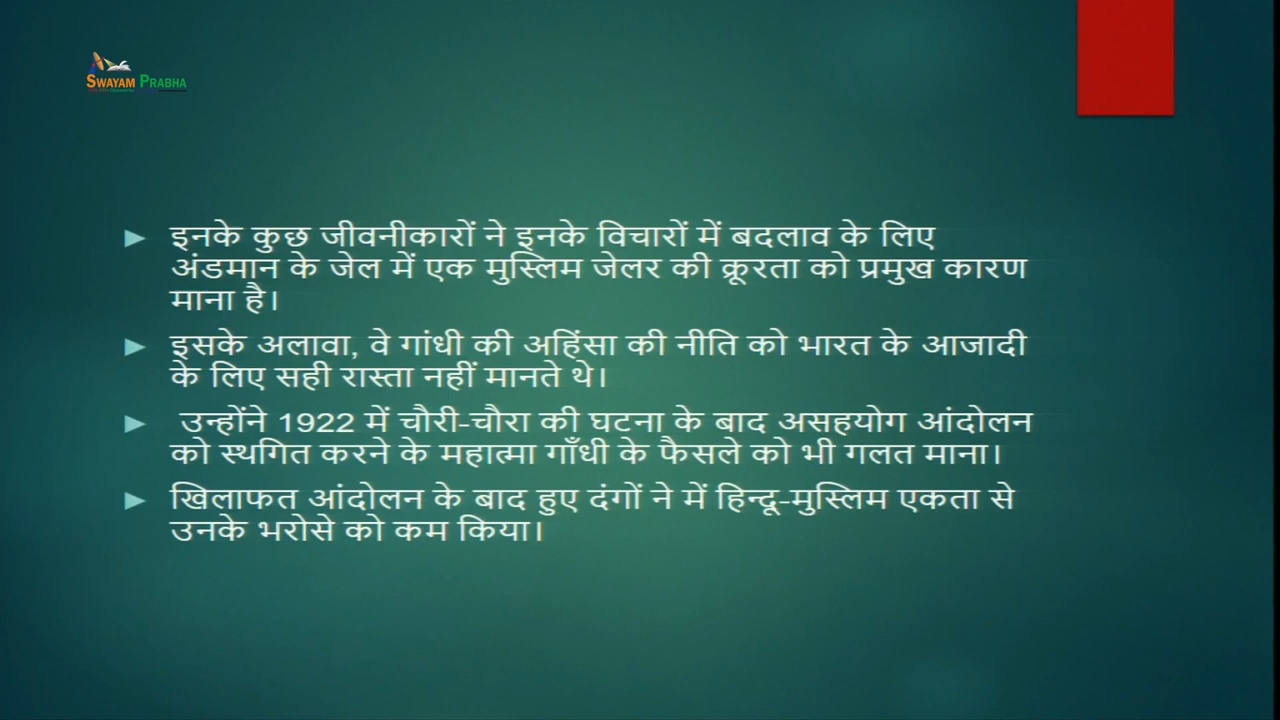 SWAYAM PRABHA
इनके कुछ जीवनीकारों ने इनके विचारों में बदलाव के लिए
अंडमान के जेल में एक मुस्लिम जेलर की क्रूरता को प्रमुख कारण
माना है।
इसके अलावा, वे गांधी की अहिंसा की नीति को भारत के आजादी
के लिए सही रास्ता नहीं मानते थे।
उन्होंने 1922 में चौरी-चौरा की घटना के बाद असहयोग आंदोलन
को स्थगित करने के महात्मा गाँधी के फैसले को भी गलत माना।
खिलाफत आंदोलन के बाद हुए दंगों ने में हिन्दू-मुस्लिम एकता से
उनके भरोसे को कम किया।